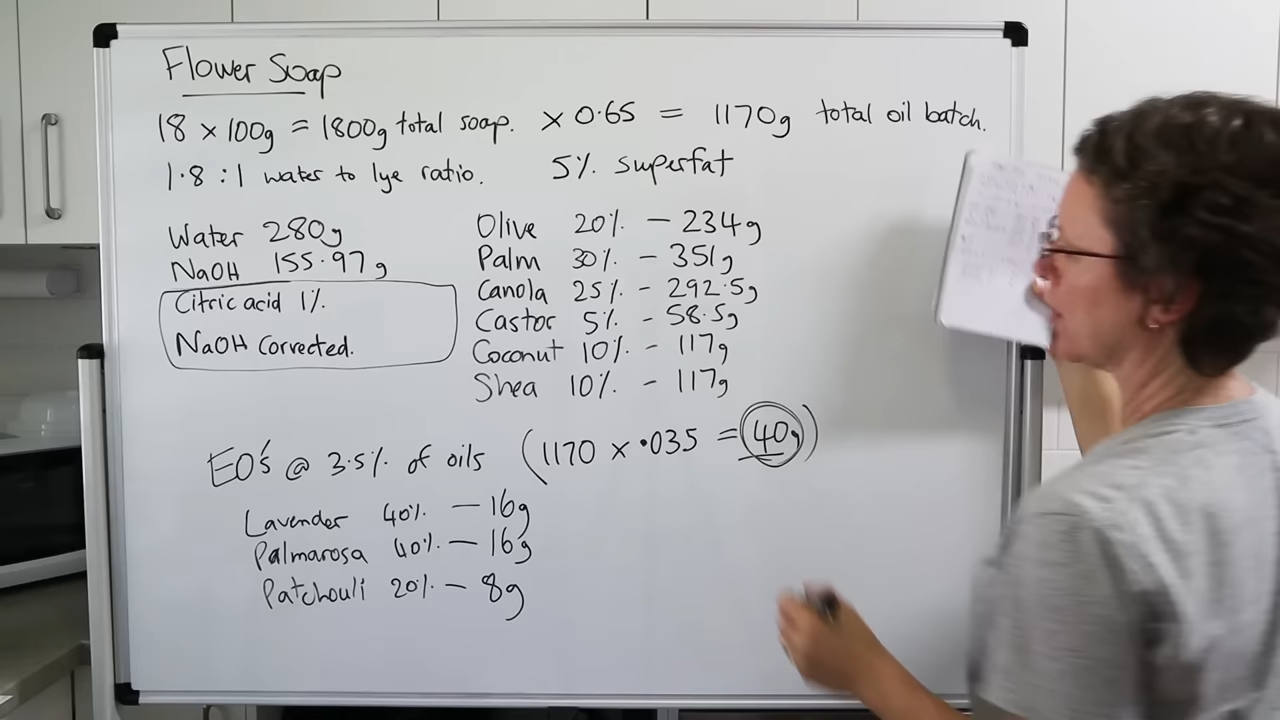 Flower Soap
18 × 100g = 1800g total soap. × 0.65 = 1170g total oil batch.
1.8 : 1 water to lye ratio. 5% superfat
Water 280g
NaOH 155.97g
Citric acid 1%.
NaOH Corrected.
Olive 20% - 234g
Palm 30% - 351g
Canola 25% - 292.5g
Castor 5% - 58.5g
Coconut 10% - 117g
Shea 10% - 117g
EO's @ 3.5% of oils (1170 × .035 = 40g)
Lavender 40% - 16g
Palmarosa 40% - 16g
Patchouli 20% - 8g